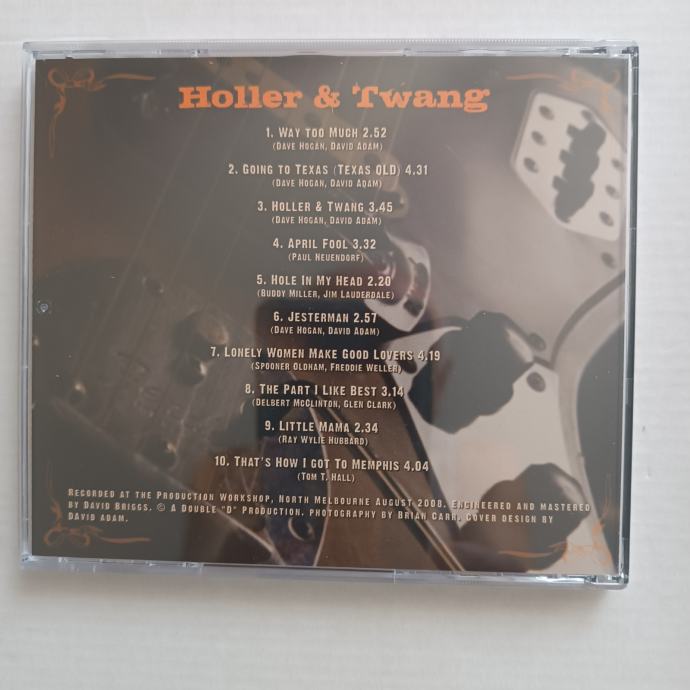 Holler & Twang
1. Way too Much 2.52
(Dave Hogan, David Adam)
2. Going to Texas (Texas QLD) 4.31
(Dave Hogan, David Adam)
3. Holler & Twang 3.45
(Dave Hogan, David Adam)
4. April Fool 3.32
(Paul Neuendorf)
5. Hole In My Head 2.20
(Buddy Miller, Jim Lauderdale)
6. Jesterman 2.57
(Dave Hogan, David Adam)
7. Lonely Women Make Good Lovers 4.19
(Spooner Oldham, Freddie Weller)
8. The Part I Like Best 3.14
(Delbert McClinton, Glen Clark)
9. Little Mama 2.34
(Ray Wylie Hubbard)
10. That's How I got To Memphis 4.04
(Tom T. Hall)
Recorded at the Production Workshop, North Melbourne August 2008. Engineered and mastered
by David Briggs. © A Double "D" Production. Photography by Brian Carr. Cover design by
David Adam.